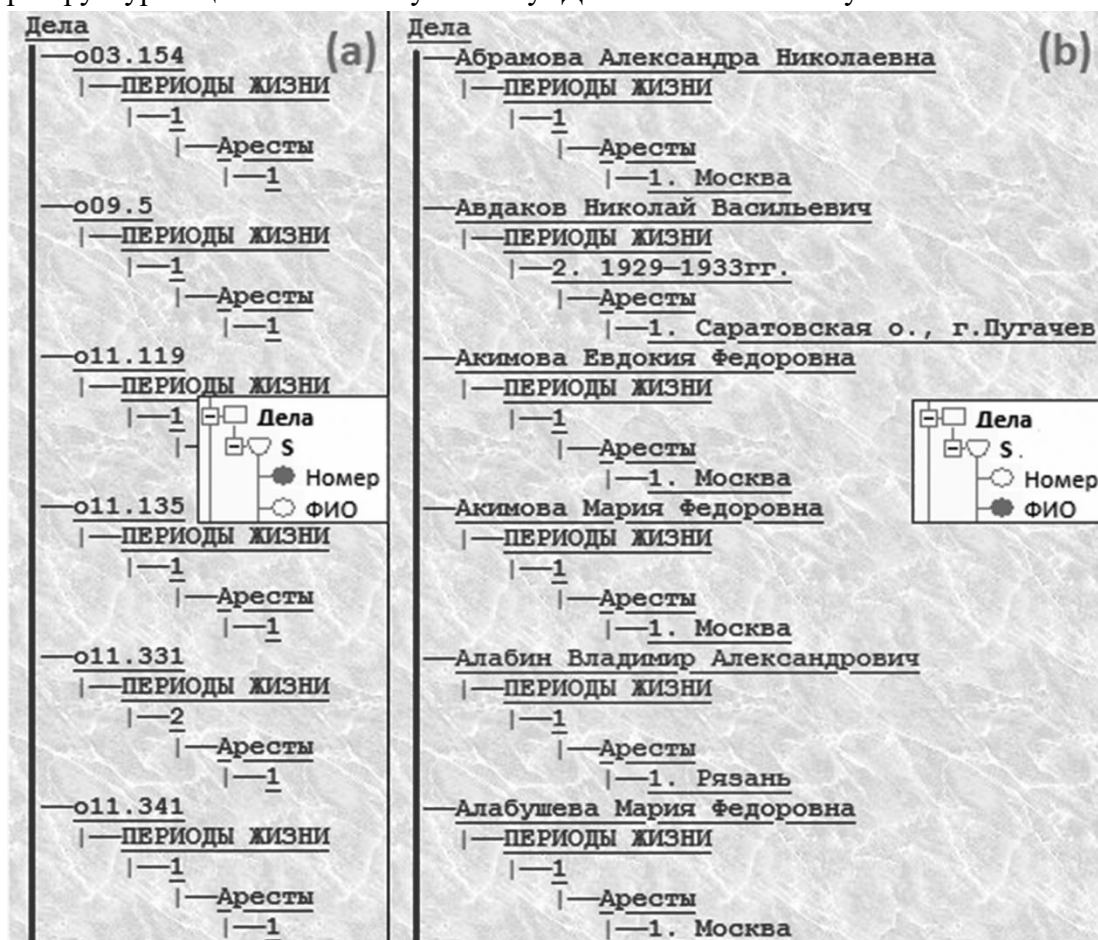 Дела
(a)
о03.154
ПЕРИОДЫ ЖИЗНИ
1
Аресты
1
о09.5
ПЕРИОДЫ ЖИЗНИ
1
Аресты
1
о11.119
ПЕРИОДЫ ЖИЗНИ
1
о11.135
ПЕРИОДЫ ЖИЗНИ
1
Аресты
1
о11.331
ПЕРИОДЫ ЖИЗНИ
2
Аресты
1
о11.341
ПЕРИОДЫ ЖИЗНИ
1
Аресты
1
Дела
S
Номер
ФИО
Дела
(b)
Абрамова Александра Николаевна
ПЕРИОДЫ ЖИЗНИ
1
Аресты
1. Москва
Авдаков Николай Васильевич
ПЕРИОДЫ ЖИЗНИ
2. 1929–1933гг.
Аресты
1. Саратовская о., г.Пугачев
Акимова Евдокия Федоровна
ПЕРИОДЫ ЖИЗНИ
1
Аресты
1. Москва
Акимова Мария Федоровна
ПЕРИОДЫ ЖИЗНИ
1
Аресты
1. Москва
Алабин Владимир Александрович
ПЕРИОДЫ ЖИЗНИ
1
Аресты
1. Рязань
Алабушева Мария Федоровна
ПЕРИОДЫ ЖИЗНИ
1
Аресты
1. Москва
Дела
S .
Номер
ФИО